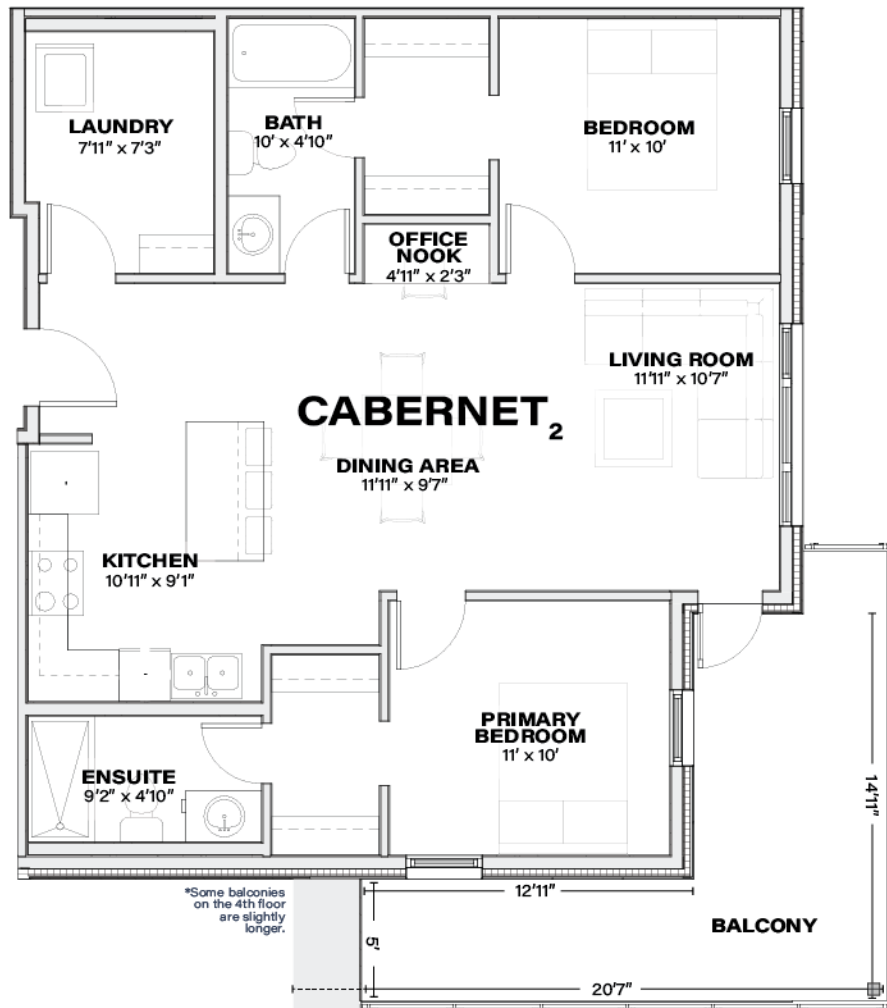 LAUNDRY
7'11" x 7'3"
BATH
10' x 4'10"
BEDROOM
11' x 10'
OFFICE
NOOK
4'11" x 2'3"
LIVING ROOM
11'11" x 10'7"
CABERNET2
DINING AREA
11'11" x 9'7"
KITCHEN
10'11" x 9'1"
PRIMARY
BEDROOM
11' x 10'
ENSUITE
9'2" x 4'10"
14'11"
*Some balconies
on the 4th floor
are slightly
longer.
12'11"
BALCONY
5'
20'7"